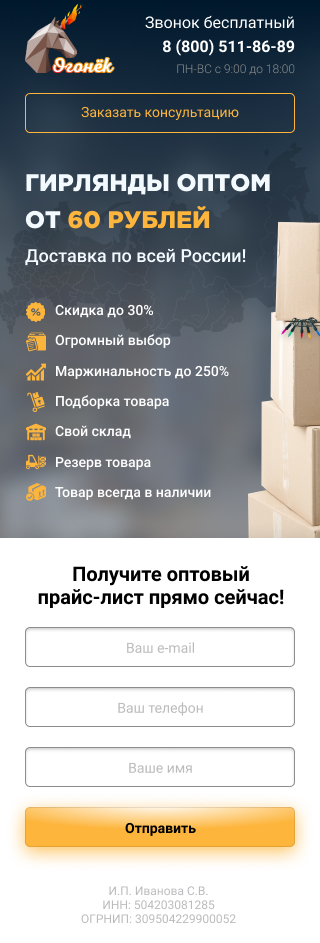 Огонёк
Звонок бесплатный
8 (800) 511-86-89
ПН-ВС с 9:00 до 18:00
Заказать консультацию
ГИРЛЯНДЫ ОПТОМ
ОТ 60 РУБЛЕЙ
Доставка по всей России!
%
Скидка до 30%
Огромный выбор
Маржинальность до 250%
Подборка товара
Свой склад
Резерв товара
Товар всегда в наличии
Получите оптовый
прайс-лист прямо сейчас!
Ваш e-mail
Ваш телефон
Ваше имя
Отправить
И.П. Иванова С.В.
ИНН: 504203081285
ОГРНИП: 309504229900052